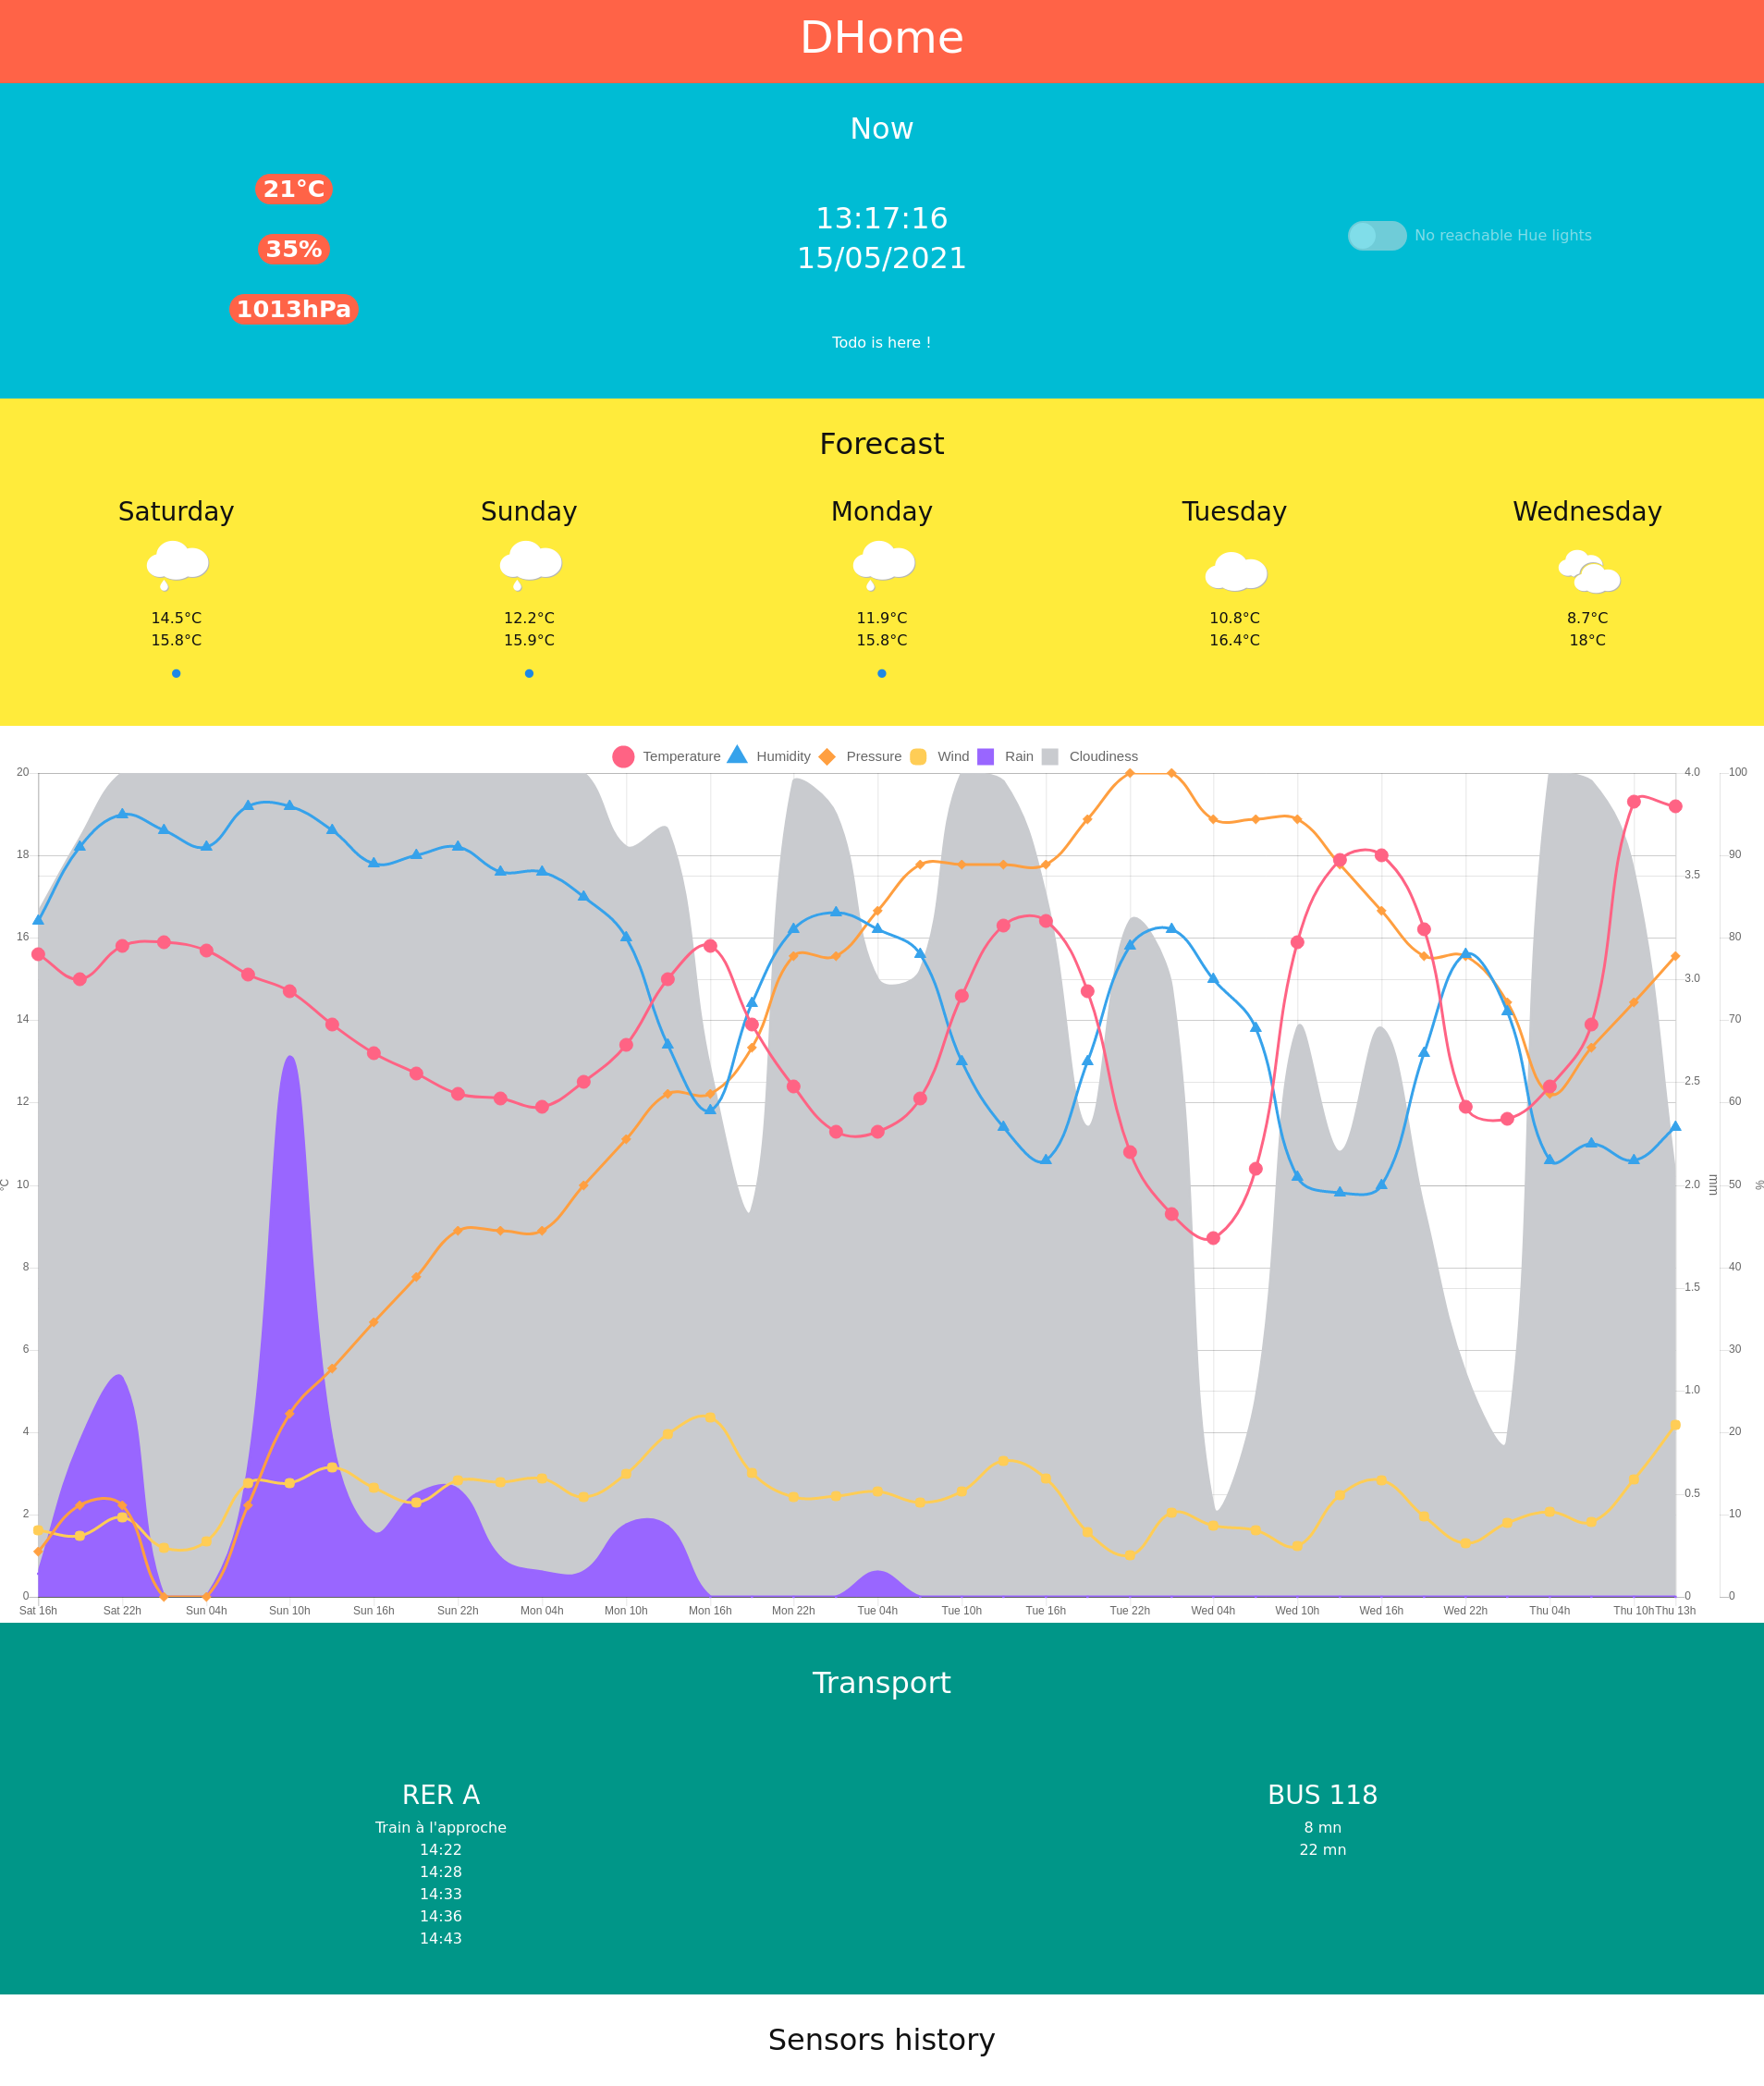 DHome
Now
21°C
35%
1013hPa
13:17:16
15/05/2021
Todo is here !
No reachable Hue lights
Forecast
Saturday
14.5°C
15.8°C
Sunday
12.2°C
15.9°C
Monday
11.9°C
15.8°C
Tuesday
10.8°C
16.4°C
Wednesday
8.7°C
18°C
Temperature Humidity Pressure Wind Rain Cloudiness
20
18
16
14
12
10
8
6
4
2
0
°C
4.0
3.5
3.0
2.5
2.0
1.5
1.0
0.5
0
mm
100
90
80
70
60
50
40
30
20
10
0
%
Sat 16h Sat 22h Sun 04h Sun 10h Sun 16h Sun 22h Mon 04h Mon 10h Mon 16h Mon 22h Tue 04h Tue 10h Tue 16h Tue 22h Wed 04h Wed 10h Wed 16h Wed 22h Thu 04h Thu 10h Thu 13h
Transport
RER A
Train à l'approche
14:22
14:28
14:33
14:36
14:43
BUS 118
8 mn
22 mn
Sensors history